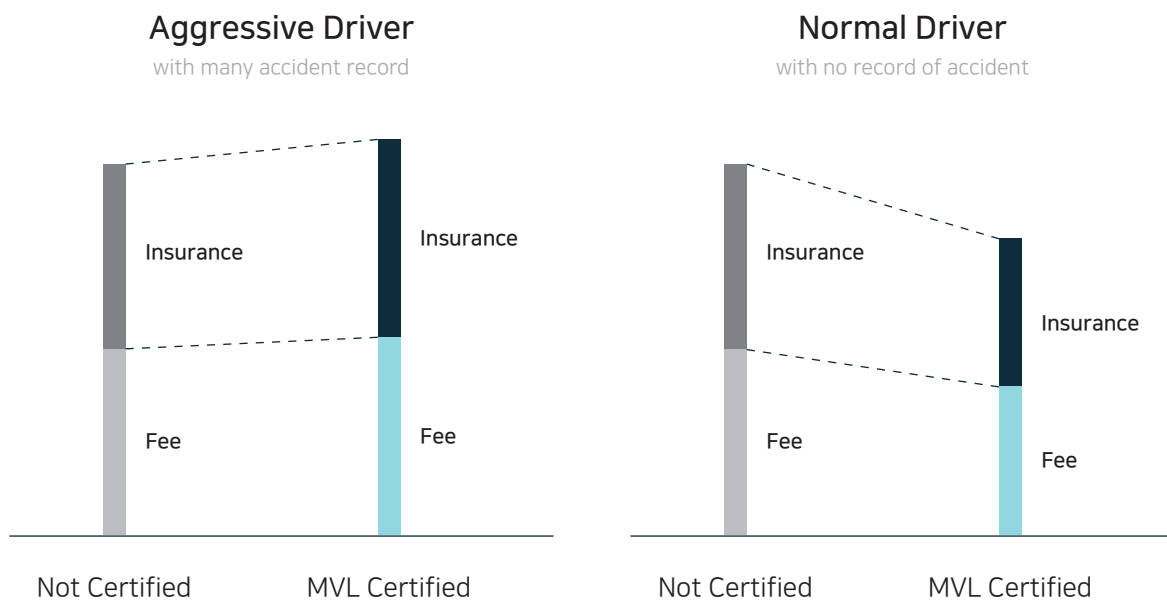 Aggressive Driver
with many accident record
Insurance
Insurance
Fee
Fee
Not Certified
MVL Certified
Normal Driver
with no record of accident
Insurance
Insurance
Fee
Fee
Not Certified
MVL Certified